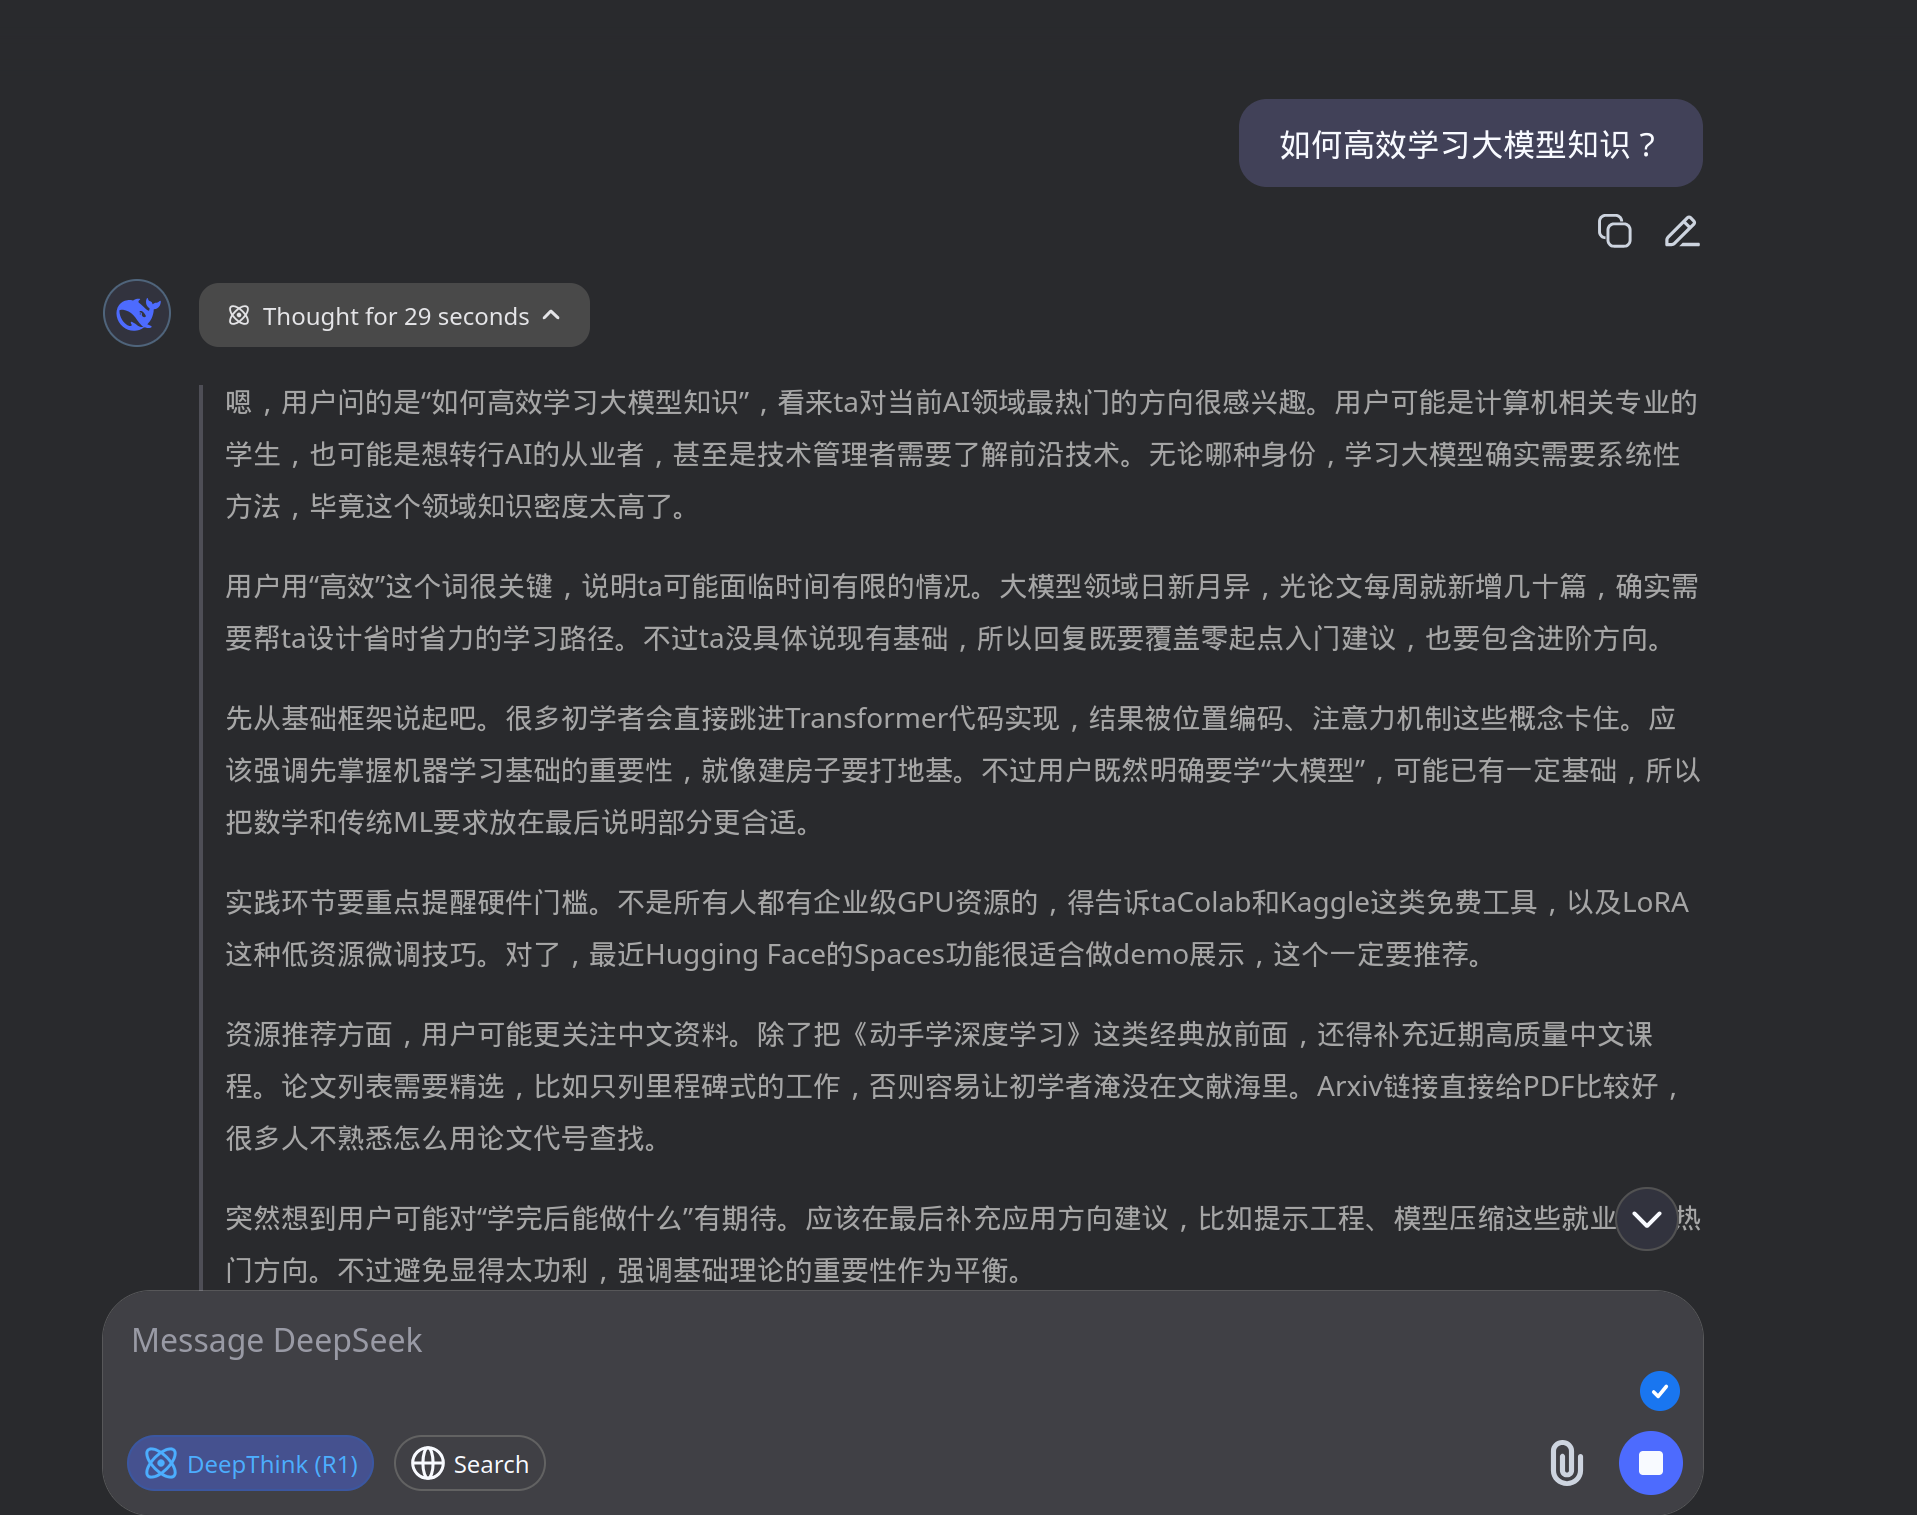 如何高效学习大模型知识？
Thought for 29 seconds
嗯，用户问的是“如何高效学习大模型知识”，看来ta对当前AI领域最热门的方向很感兴趣。用户可能是计算机相关专业的
学生，也可能是想转行AI的从业者，甚至是技术管理者需要了解前沿技术。无论哪种身份，学习大模型确实需要系统性
方法，毕竟这个领域知识密度太高了。
用户用“高效”这个词很关键，说明ta可能面临时间有限的情况。大模型领域日新月异，光论文每周就新增几十篇，确实需
要帮ta设计省时省力的学习路径。不过ta没具体说现有基础，所以回复既要覆盖零起点入门建议，也要包含进阶方向。
先从基础框架说起吧。很多初学者会直接跳进Transformer代码实现，结果被位置编码、注意力机制这些概念卡住。应
该强调先掌握机器学习基础的重要性，就像建房子要打地基。不过用户既然明确要学“大模型”，可能已有一定基础，所以
把数学和传统ML要求放在最后说明部分更合适。
实践环节要重点提醒硬件门槛。不是所有人都有企业级GPU资源的，得告诉taColab和Kaggle这类免费工具，以及LoRA
这种低资源微调技巧。对了，最近Hugging Face的Spaces功能很适合做demo展示，这个一定要推荐。
资源推荐方面，用户可能更关注中文资料。除了把《动手学深度学习》这类经典放前面，还得补充近期高质量中文课
程。论文列表需要精选，比如只列里程碑式的工作，否则容易让初学者淹没在文献海里。Arxiv链接直接给PDF比较好，
很多人不熟悉怎么用论文代号查找。
突然想到用户可能对“学完后能做什么”有期待。应该在最后补充应用方向建议，比如提示工程、模型压缩这些就业热
门方向。不过避免显得太功利，强调基础理论的重要性作为平衡。
Message DeepSeek
DeepThink (R1)
Search